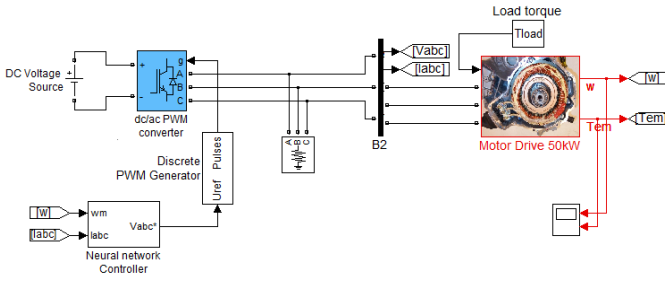 Load torque
Tload
[Vabc]
[Iabc]
DC Voltage
Source
+
-
+
-
g
A
B
C
dc/ac PWM
converter
w
[w]
Tem
[Tem]
Motor Drive 50kW
A B C
B2
Discrete
PWM Generator
Uref Pulses
[w]
[Iabc]
wm
Iabc
Vabc*
Neural network
Controller